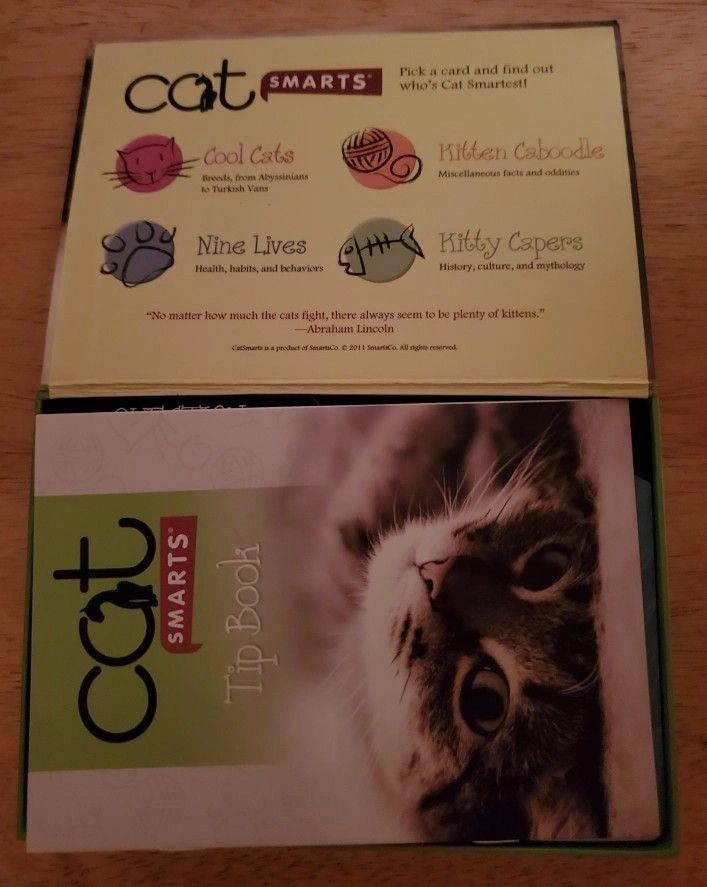 cat SMARTS®
Pick a card and find out
who's Cat Smartest!
Cool Cats
Breeds, from Abyssinians
to Turkish Vans
Kitten Caboodle
Miscellaneous facts and oddities
Nine Lives
Health, habits, and behaviors
Kitty Capers
History, culture, and mythology
“No matter how much the cats fight, there always seem to be plenty of kittens.”
—Abraham Lincoln
CatSmarts is a product of SmartsCo. © 2011 SmartsCo. All rights reserved.
cat SMARTS®
Tip Book